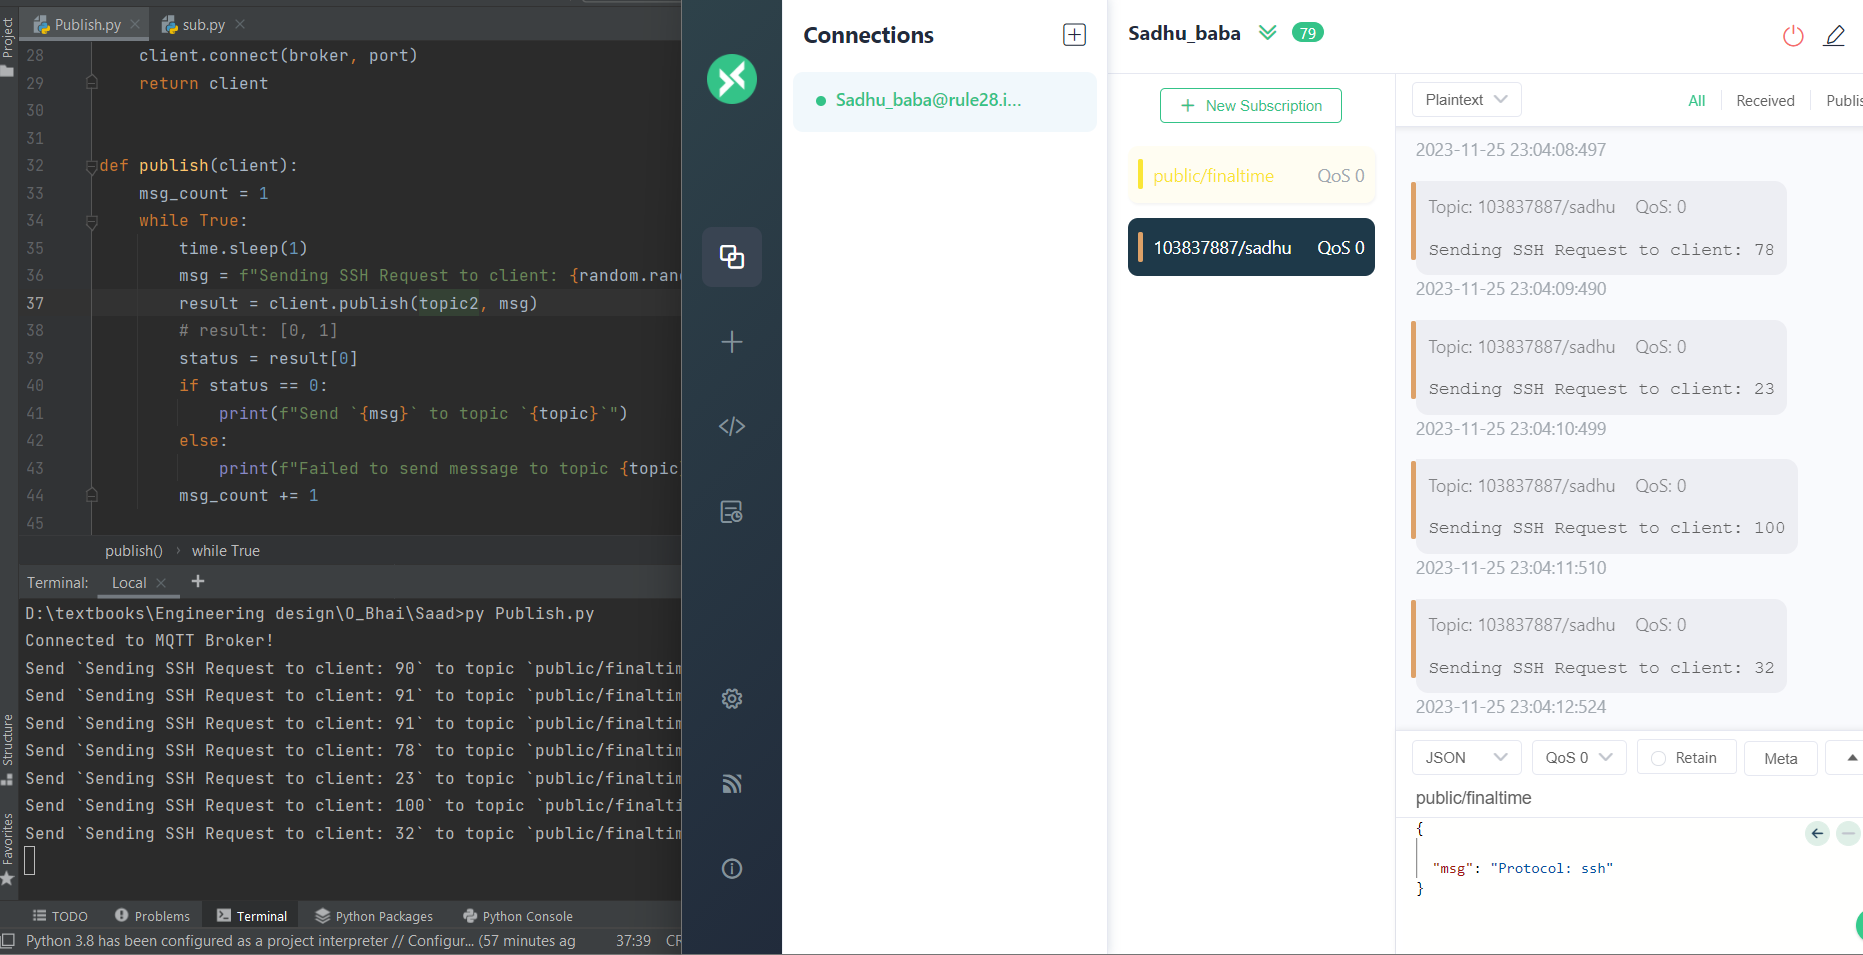 Project
Publish.py
sub.py
28 client.connect(broker, port)
29 return client
30
31
32 def publish(client):
33 msg_count = 1
34 while True:
35 time.sleep(1)
36 msg = f"Sending SSH Request to client: {random.ran
37 result = client.publish(topic2, msg)
38 # result: [0, 1]
39 status = result[0]
40 if status == 0:
41 print(f"Send `{msg}` to topic `{topic}`")
42 else:
43 print(f"Failed to send message to topic {topic
44 msg_count += 1
45
publish() › while True
Terminal: Local
D:\textbooks\Engineering design\O_Bhai\Saad>py Publish.py
Connected to MQTT Broker!
Send `Sending SSH Request to client: 90` to topic `public/finaltim
Send `Sending SSH Request to client: 91` to topic `public/finaltim
Send `Sending SSH Request to client: 91` to topic `public/finaltim
Send `Sending SSH Request to client: 78` to topic `public/finaltim
Send `Sending SSH Request to client: 23` to topic `public/finaltim
Send `Sending SSH Request to client: 100` to topic `public/finalti
Send `Sending SSH Request to client: 32` to topic `public/finaltim
Structure
Favorites
TODO Problems Terminal Python Packages Python Console
Python 3.8 has been configured as a project interpreter // Configur... (57 minutes ag 37:39 CR
Connections
Sadhu_baba@rule28.i...
Sadhu_baba 79
+ New Subscription
public/finaltime QoS 0
103837887/sadhu QoS 0
Plaintext All Received Publis
2023-11-25 23:04:08:497
Topic: 103837887/sadhu QoS: 0
Sending SSH Request to client: 78
2023-11-25 23:04:09:490
Topic: 103837887/sadhu QoS: 0
Sending SSH Request to client: 23
2023-11-25 23:04:10:499
Topic: 103837887/sadhu QoS: 0
Sending SSH Request to client: 100
2023-11-25 23:04:11:510
Topic: 103837887/sadhu QoS: 0
Sending SSH Request to client: 32
2023-11-25 23:04:12:524
JSON QoS 0 Retain Meta
public/finaltime
{
"msg": "Protocol: ssh"
}